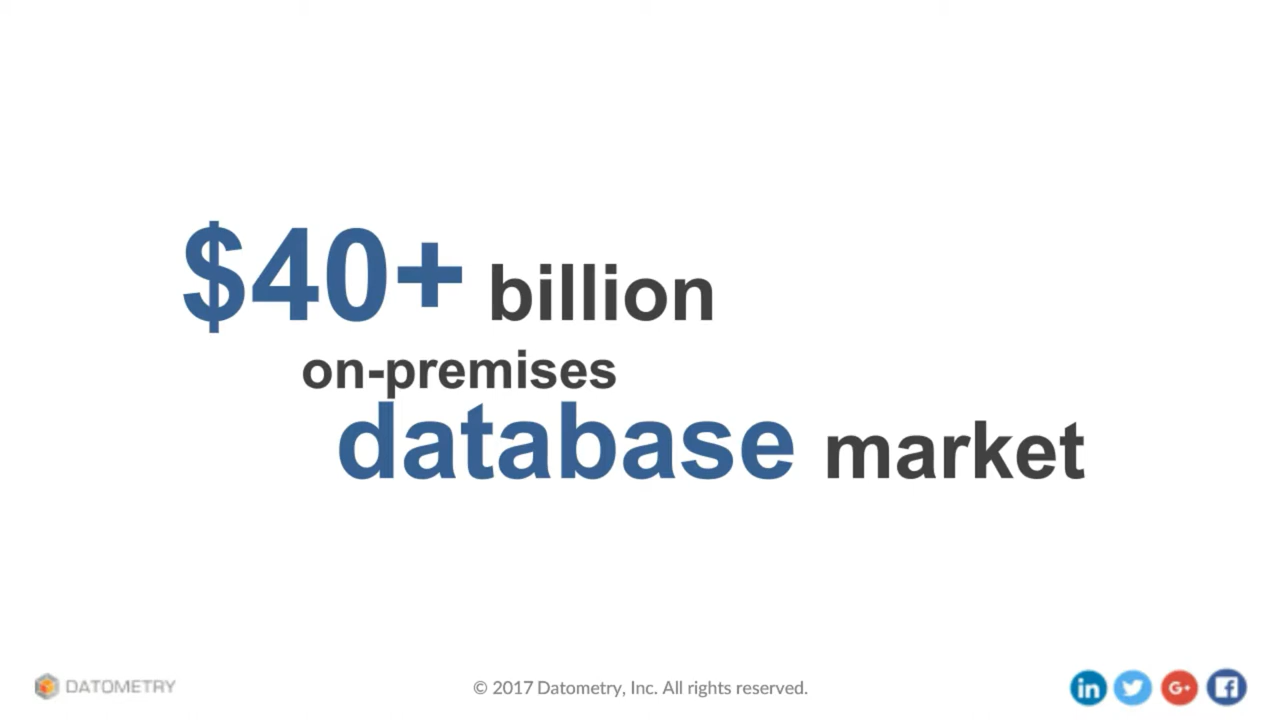 $40+ billion
on-premises
database market
DATOMETRY
© 2017 Datometry, Inc. All rights reserved.
in
G+
f